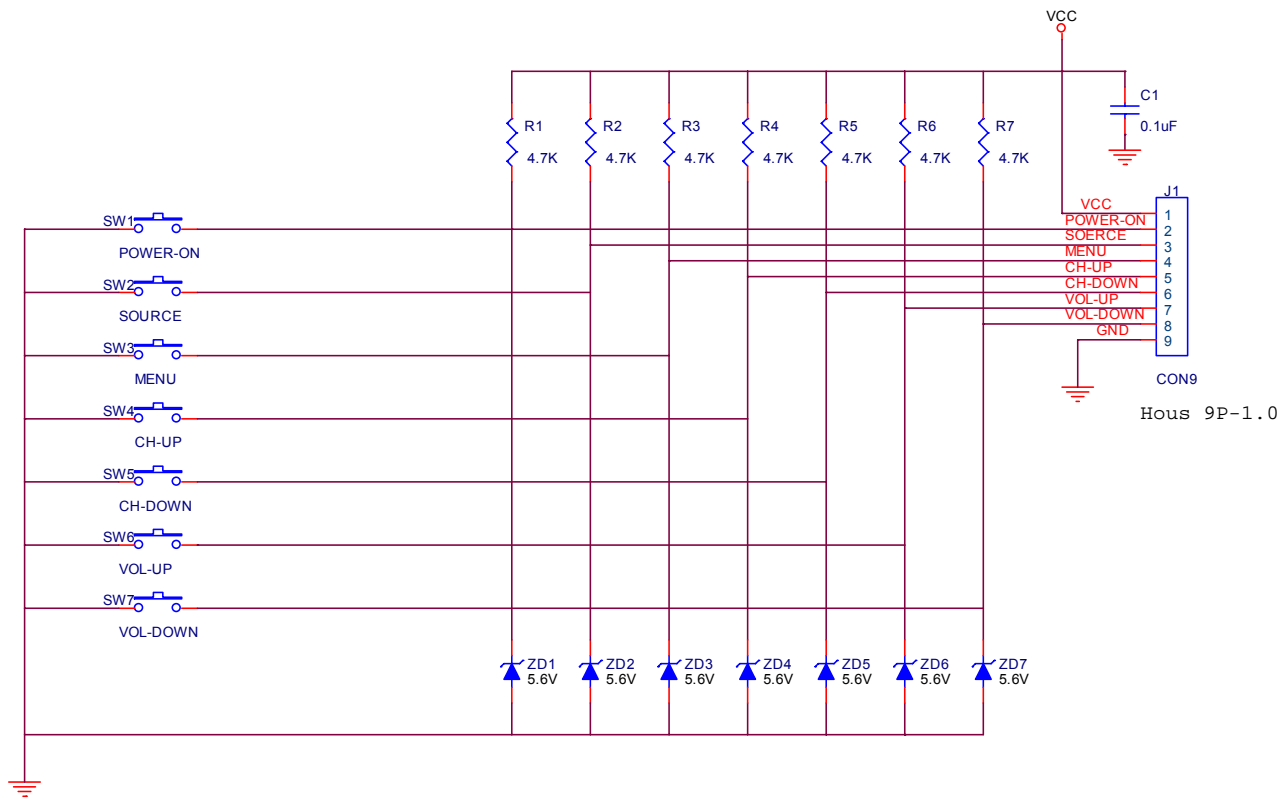 VCC
C1
0.1uF
R1
4.7K
R2
4.7K
R3
4.7K
R4
4.7K
R5
4.7K
R6
4.7K
R7
4.7K
SW1
POWER-ON
SW2
SOURCE
SW3
MENU
SW4
CH-UP
SW5
CH-DOWN
SW6
VOL-UP
SW7
VOL-DOWN
J1
VCC 1
POWER-ON 2
SOERCE 3
MENU 4
CH-UP 5
CH-DOWN 6
VOL-UP 7
VOL-DOWN 8
GND 9
CON9
Hous 9P-1.0
ZD1
5.6V
ZD2
5.6V
ZD3
5.6V
ZD4
5.6V
ZD5
5.6V
ZD6
5.6V
ZD7
5.6V